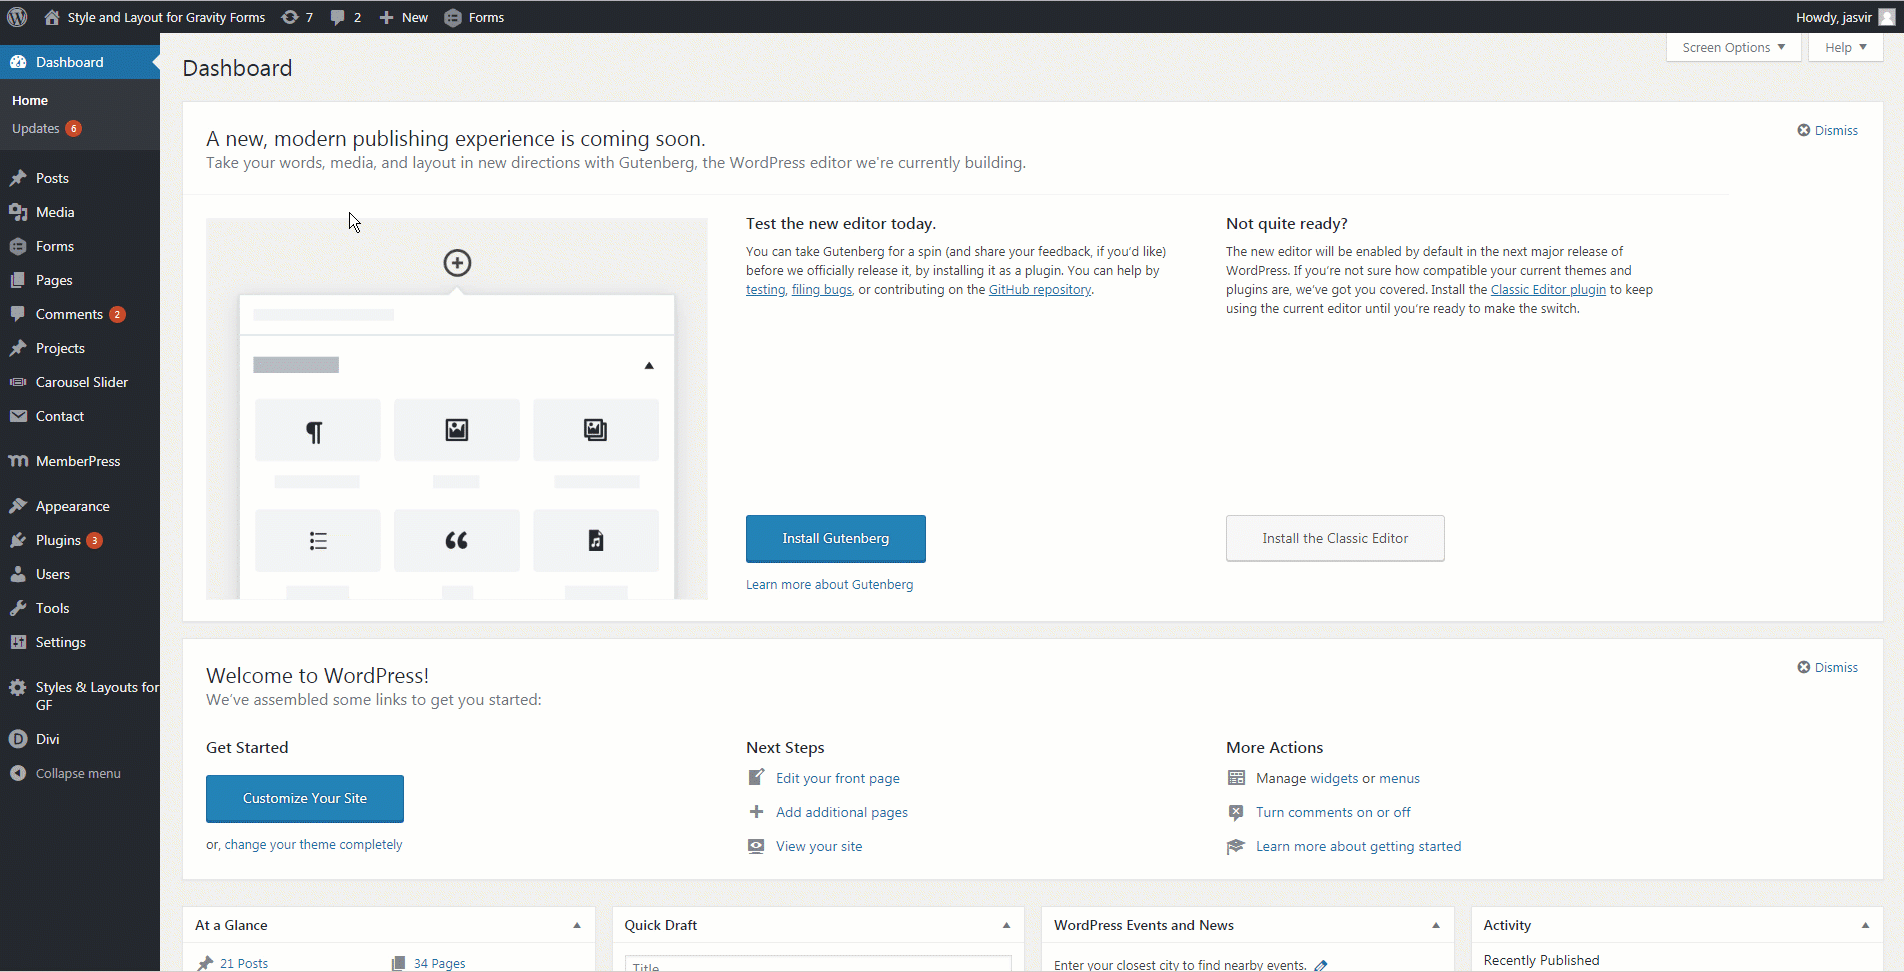 Style and Layout for Gravity Forms 7 2 New Forms Howdy, jasvir
Screen Options Help
Dashboard
Home
Updates 6
Posts
Media
Forms
Pages
Comments 2
Projects
Carousel Slider
Contact
MemberPress
Appearance
Plugins 3
Users
Tools
Settings
Styles & Layouts for
GF
Divi
Collapse menu
Dashboard
A new, modern publishing experience is coming soon.
Dismiss
Take your words, media, and layout in new directions with Gutenberg, the WordPress editor we're currently building.
Test the new editor today.
You can take Gutenberg for a spin (and share your feedback, if you'd like)
before we officially release it, by installing it as a plugin. You can help by
testing, filing bugs, or contributing on the GitHub repository.
Install Gutenberg
Learn more about Gutenberg
Not quite ready?
The new editor will be enabled by default in the next major release of
WordPress. If you're not sure how compatible your current themes and
plugins are, we've got you covered. Install the Classic Editor plugin to keep
using the current editor until you're ready to make the switch.
Install the Classic Editor
Welcome to WordPress!
Dismiss
We've assembled some links to get you started:
Get Started
Customize Your Site
or, change your theme completely
Next Steps
Edit your front page
Add additional pages
View your site
More Actions
Manage widgets or menus
Turn comments on or off
Learn more about getting started
At a Glance
21 Posts 34 Pages
Quick Draft
Title
WordPress Events and News
Enter your closest city to find nearby events.
Activity
Recently Published